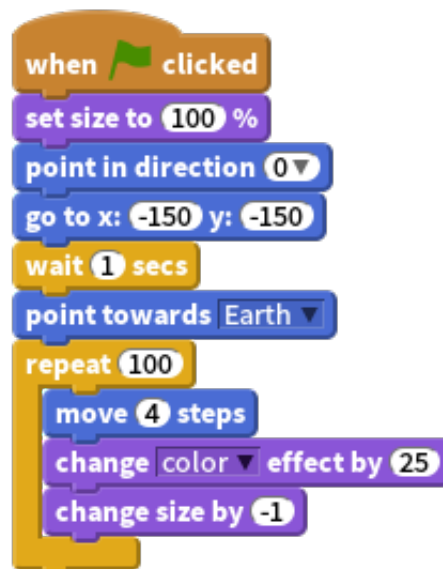 when clicked
set size to 100 %
point in direction 0
go to x: -150 y: -150
wait 1 secs
point towards Earth
repeat 100
move 4 steps
change color effect by 25
change size by -1